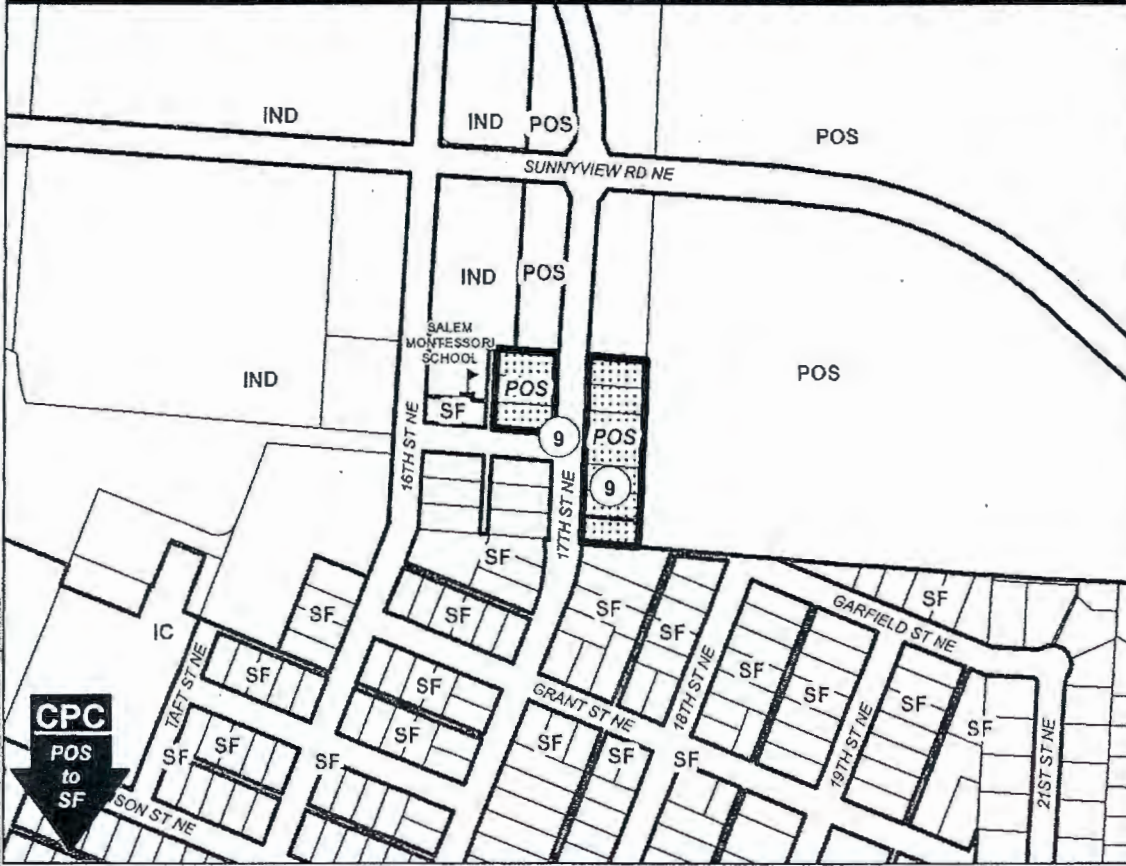 IND
IND
POS
POS
SUNNYVIEW RD NE
IND
POS
SALEM
MONTESSORI
SCHOOL
IND
POS
POS
SF
9
POS
16TH ST NE
9
17TH ST NE
SF
SF
SF
SF
SF
SF
GARFIELD ST NE
IC
SF
TAFT ST NE
SF
SF
18TH ST NE
SF
SF
SF
SF
GRANT ST NE
SF
SF
SF
SF
SF
SF
SF
19TH ST NE
21ST ST NE
CPC
POS
to
SF
SON ST NE